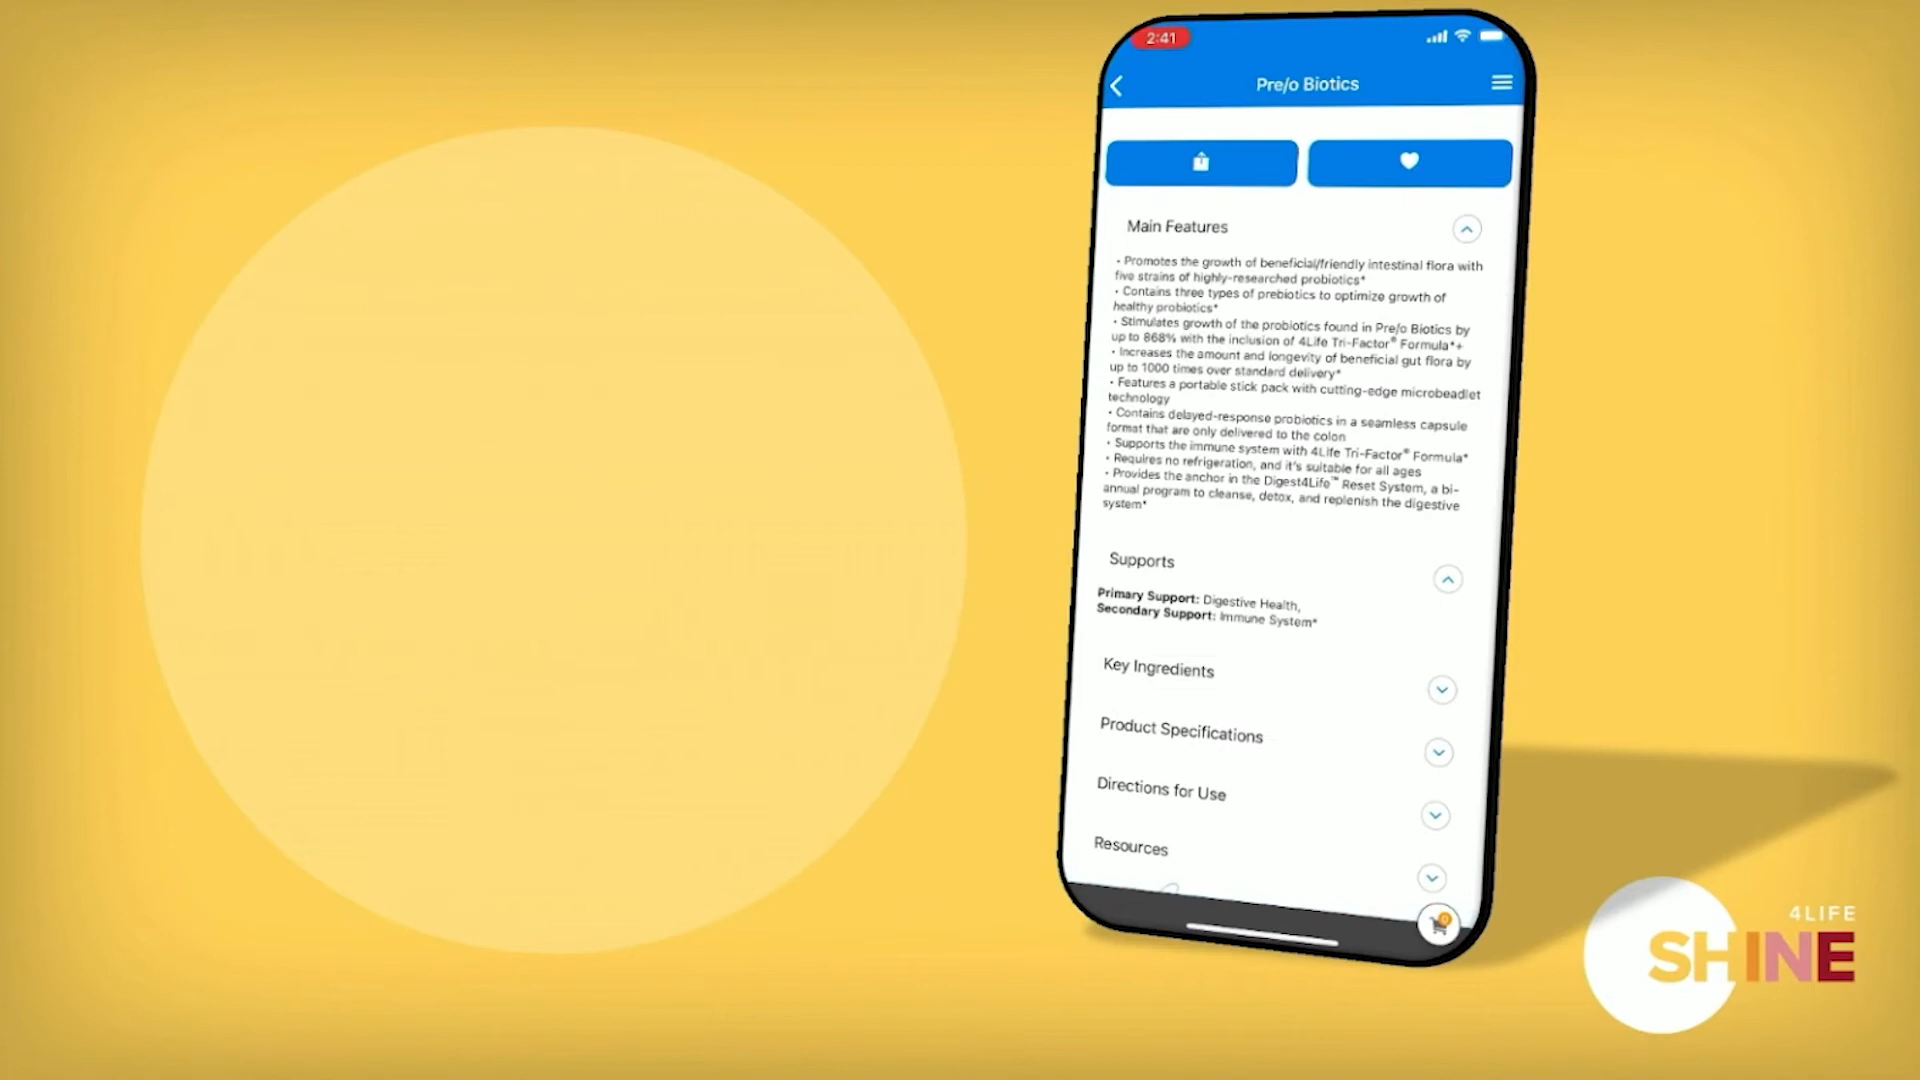 2:41
Pre/o Biotics
Main Features
• Promotes the growth of beneficial/friendly intestinal flora with
five strains of highly-researched probiotics*
• Contains three types of prebiotics to optimize growth of
healthy probiotics*
• Stimulates growth of the probiotics found in Pre/o Biotics by
up to 868% with the inclusion of 4Life Tri-Factor® Formula*+
• Increases the amount and longevity of beneficial gut flora by
up to 1000 times over standard delivery*
• Features a portable stick pack with cutting-edge microbeadlet
technology
• Contains delayed-response probiotics in a seamless capsule
format that are only delivered to the colon
• Supports the immune system with 4Life Tri-Factor® Formula*
• Requires no refrigeration, and it's suitable for all ages
• Provides the anchor in the Digest4Life™ Reset System, a bi-
annual program to cleanse, detox, and replenish the digestive
system*
Supports
Primary Support: Digestive Health,
Secondary Support: Immune System*
Key Ingredients
Product Specifications
Directions for Use
Resources
0
4LIFE
SHINE